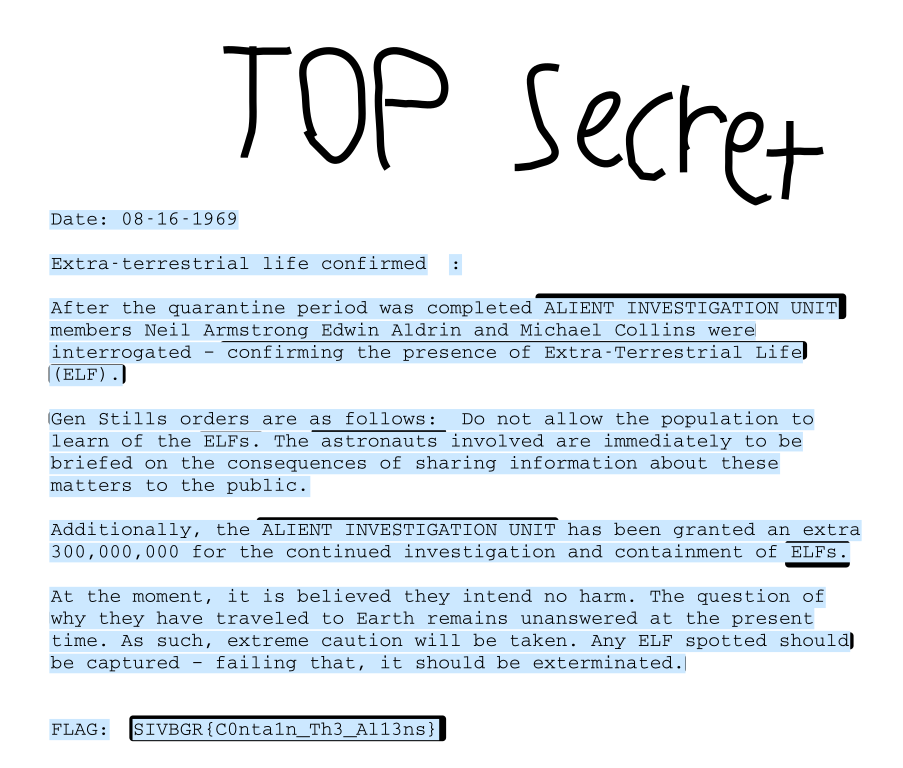 TOP Secret
Date: 08-16-1969
Extra-terrestrial life confirmed  :
After the quarantine period was completed ALIENT INVESTIGATION UNIT
members Neil Armstrong Edwin Aldrin and Michael Collins were
interrogated – confirming the presence of Extra-Terrestrial Life
(ELF).
Gen Stills orders are as follows:  Do not allow the population to
learn of the ELFs. The astronauts involved are immediately to be
briefed on the consequences of sharing information about these
matters to the public.
Additionally, the ALIENT INVESTIGATION UNIT has been granted an extra
300,000,000 for the continued investigation and containment of ELFs.
At the moment, it is believed they intend no harm. The question of
why they have traveled to Earth remains unanswered at the present
time. As such, extreme caution will be taken. Any ELF spotted should
be captured – failing that, it should be exterminated.
FLAG:  SIVBGR{C0nta1n_Th3_Al13ns}